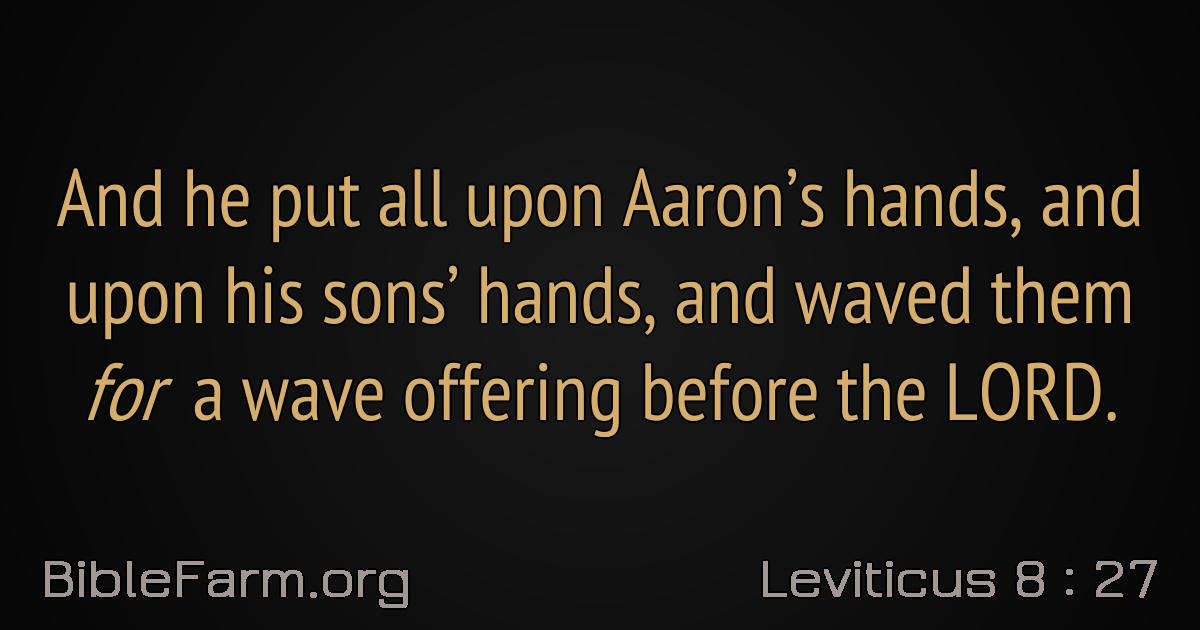 And he put all upon Aaron’s hands, and
upon his sons’ hands, and waved them
for a wave offering before the LORD.
BibleFarm.org
Leviticus 8 : 27